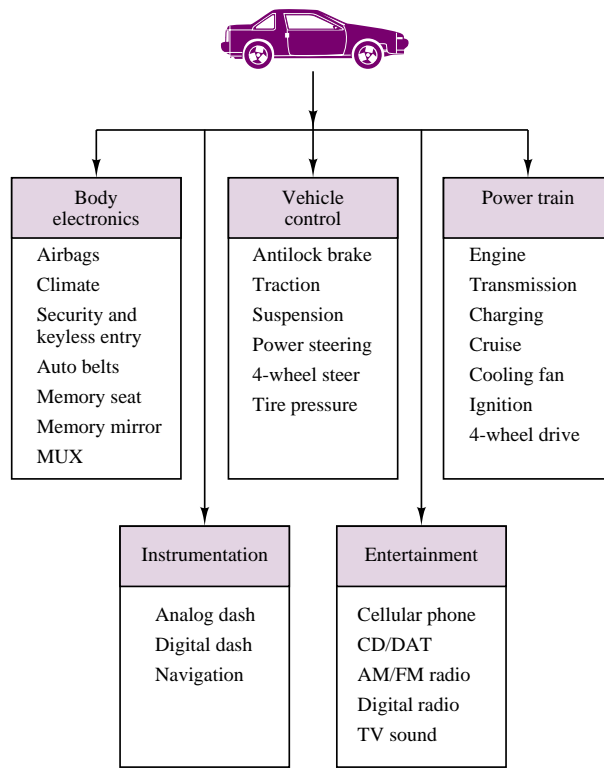 Body
electronics
Airbags
Climate
Security and
keyless entry
Auto belts
Memory seat
Memory mirror
MUX
Vehicle
control
Antilock brake
Traction
Suspension
Power steering
4-wheel steer
Tire pressure
Power train
Engine
Transmission
Charging
Cruise
Cooling fan
Ignition
4-wheel drive
Instrumentation
Analog dash
Digital dash
Navigation
Entertainment
Cellular phone
CD/DAT
AM/FM radio
Digital radio
TV sound